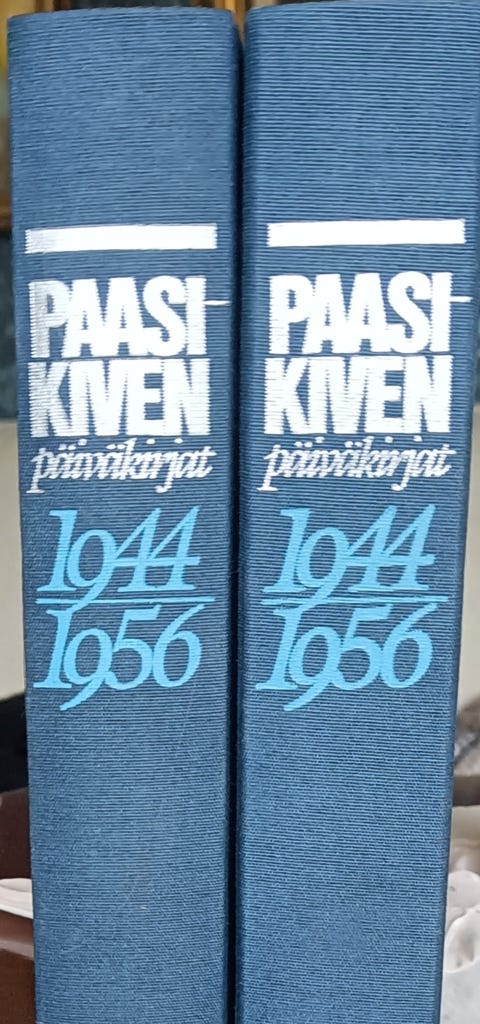 PAASI-
KIVEN
päiväkirjat
1944
1956
PAASI-
KIVEN
päiväkirjat
1944
1956